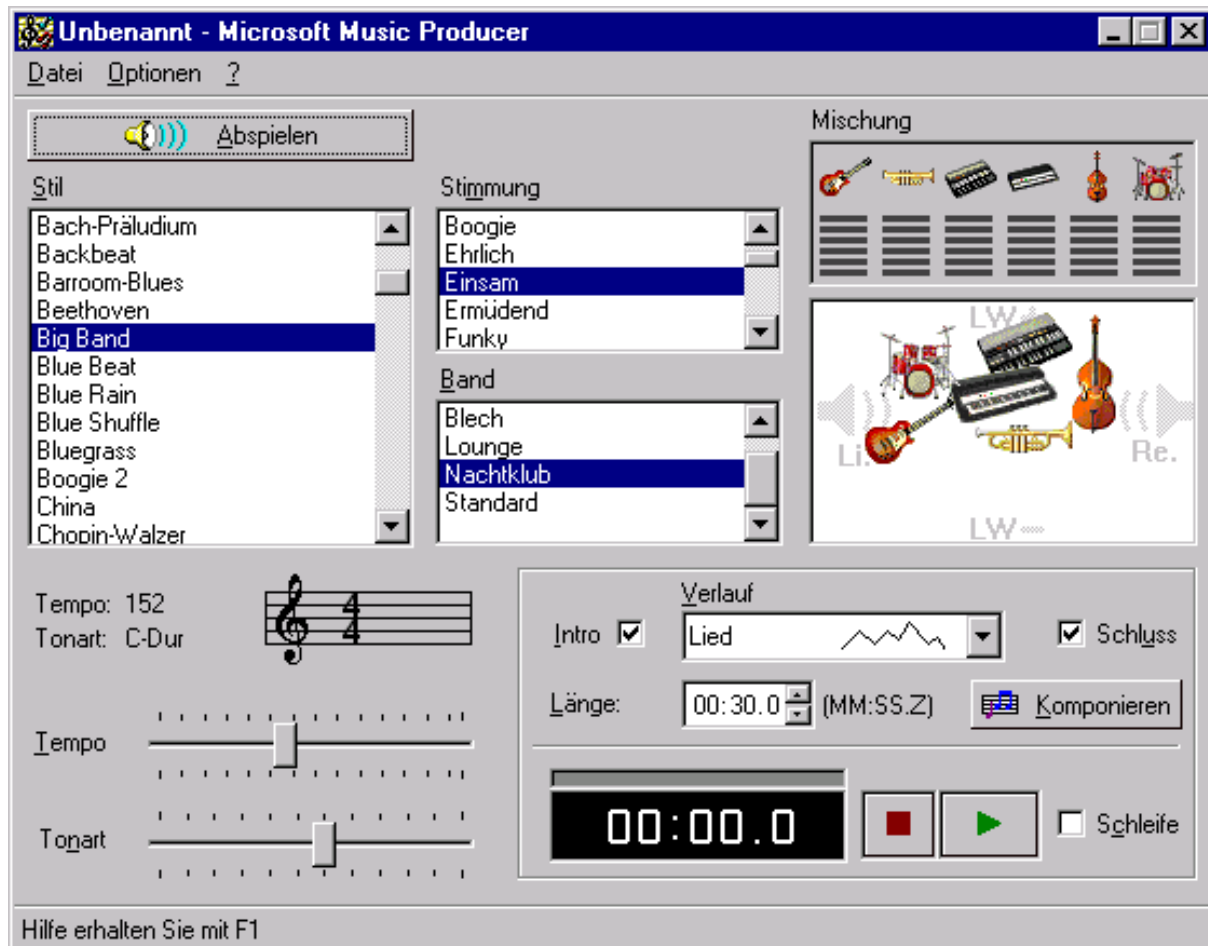 Unbenannt - Microsoft Music Producer
Datei Optionen ?
Abspielen
Mischung
Stil
Bach-Präludium
Backbeat
Barroom-Blues
Beethoven
Big Band
Blue Beat
Blue Rain
Blue Shuffle
Bluegrass
Boogie 2
China
Chopin-Walzer
Stimmung
Boogie
Ehrlich
Einsam
Ermüdend
Funky
Band
Blech
Lounge
Nachtklub
Standard
LW
Li.
Re.
LW
Tempo: 152
Tonart: C-Dur
4
4
Tempo
Tonart
Verlauf
Intro
Lied
Schluss
Länge:
00:30.0
(MM:SS.Z)
Komponieren
00:00.0
Schleife
Hilfe erhalten Sie mit F1